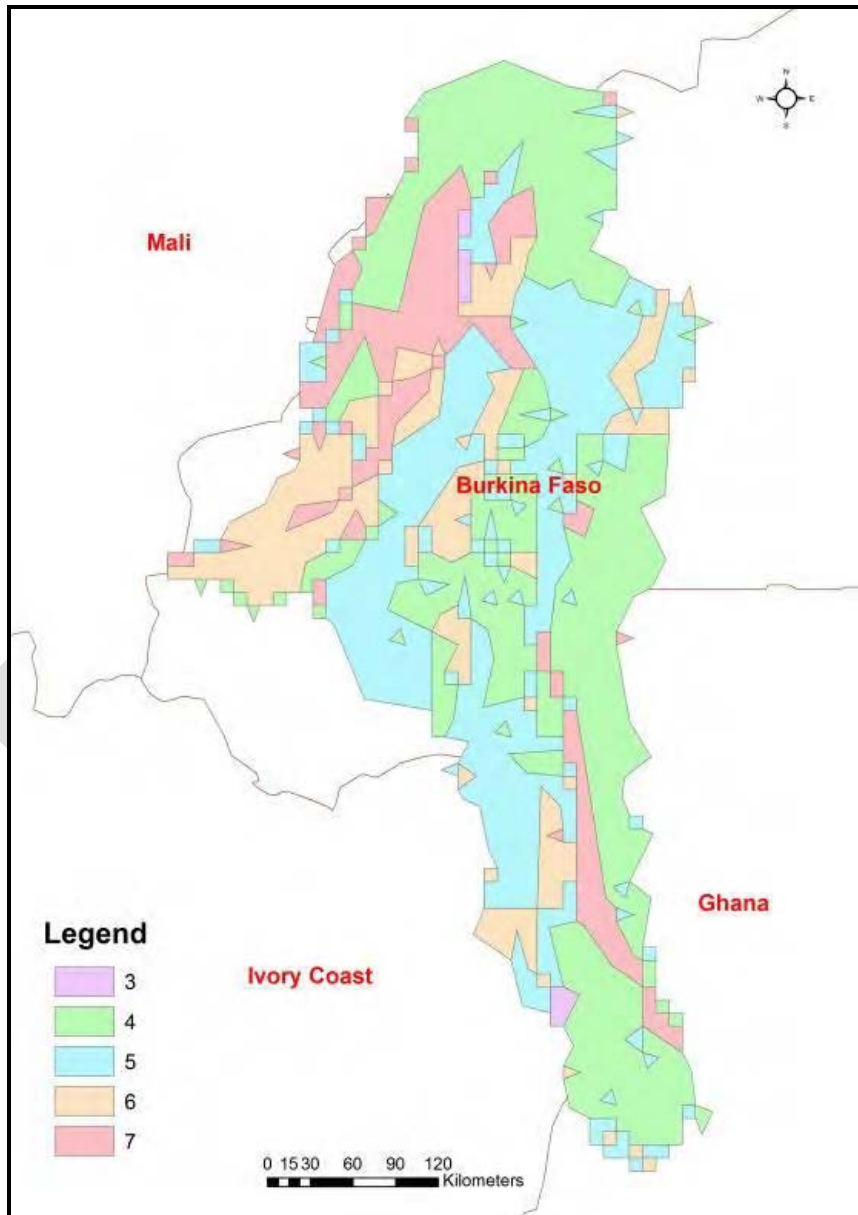 N
W E
S
Mali
Burkina Faso
Ghana
Ivory Coast
Legend
3
4
5
6
7
0 15 30 60 90 120
Kilometers